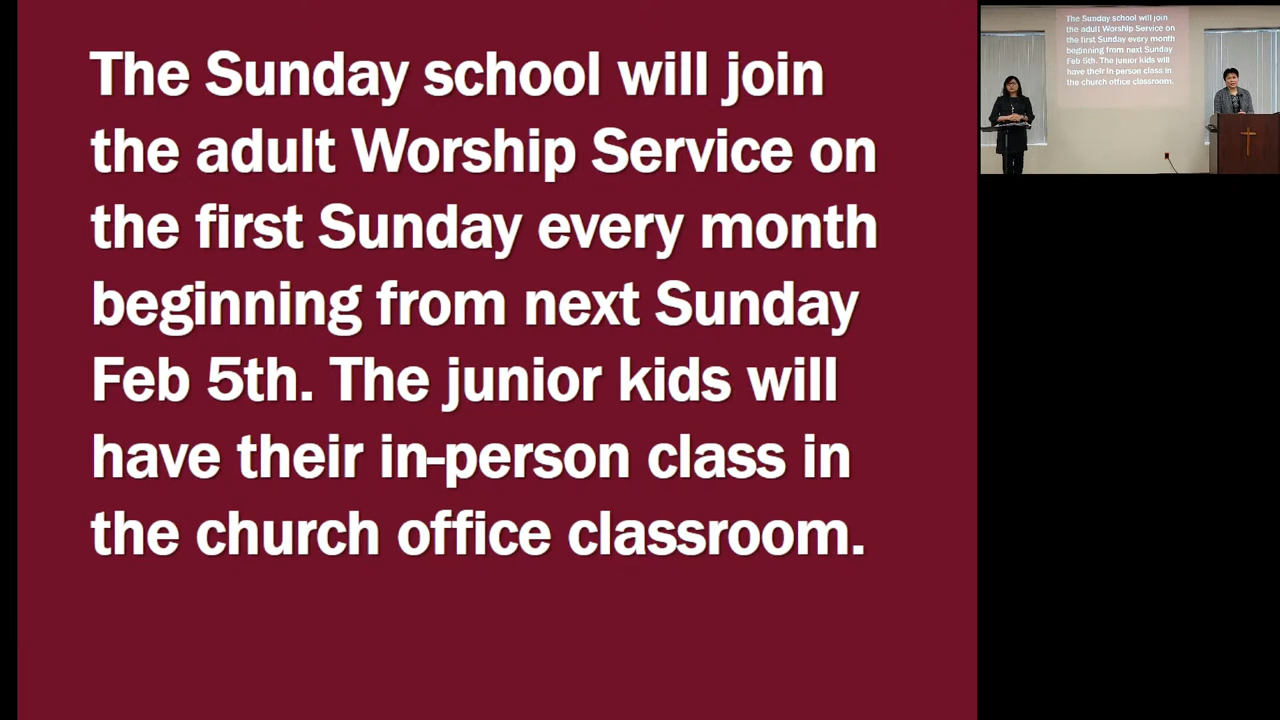 The Sunday school will join
the adult Worship Service on
the first Sunday every month
beginning from next Sunday
Feb 5th. The junior kids will
have their in-person class in
the church office classroom.
The Sunday school will join
the adult Worship Service on
the first Sunday every month
beginning from next Sunday
Feb 5th. The junior kids will
have their in-person class in
the church office classroom.